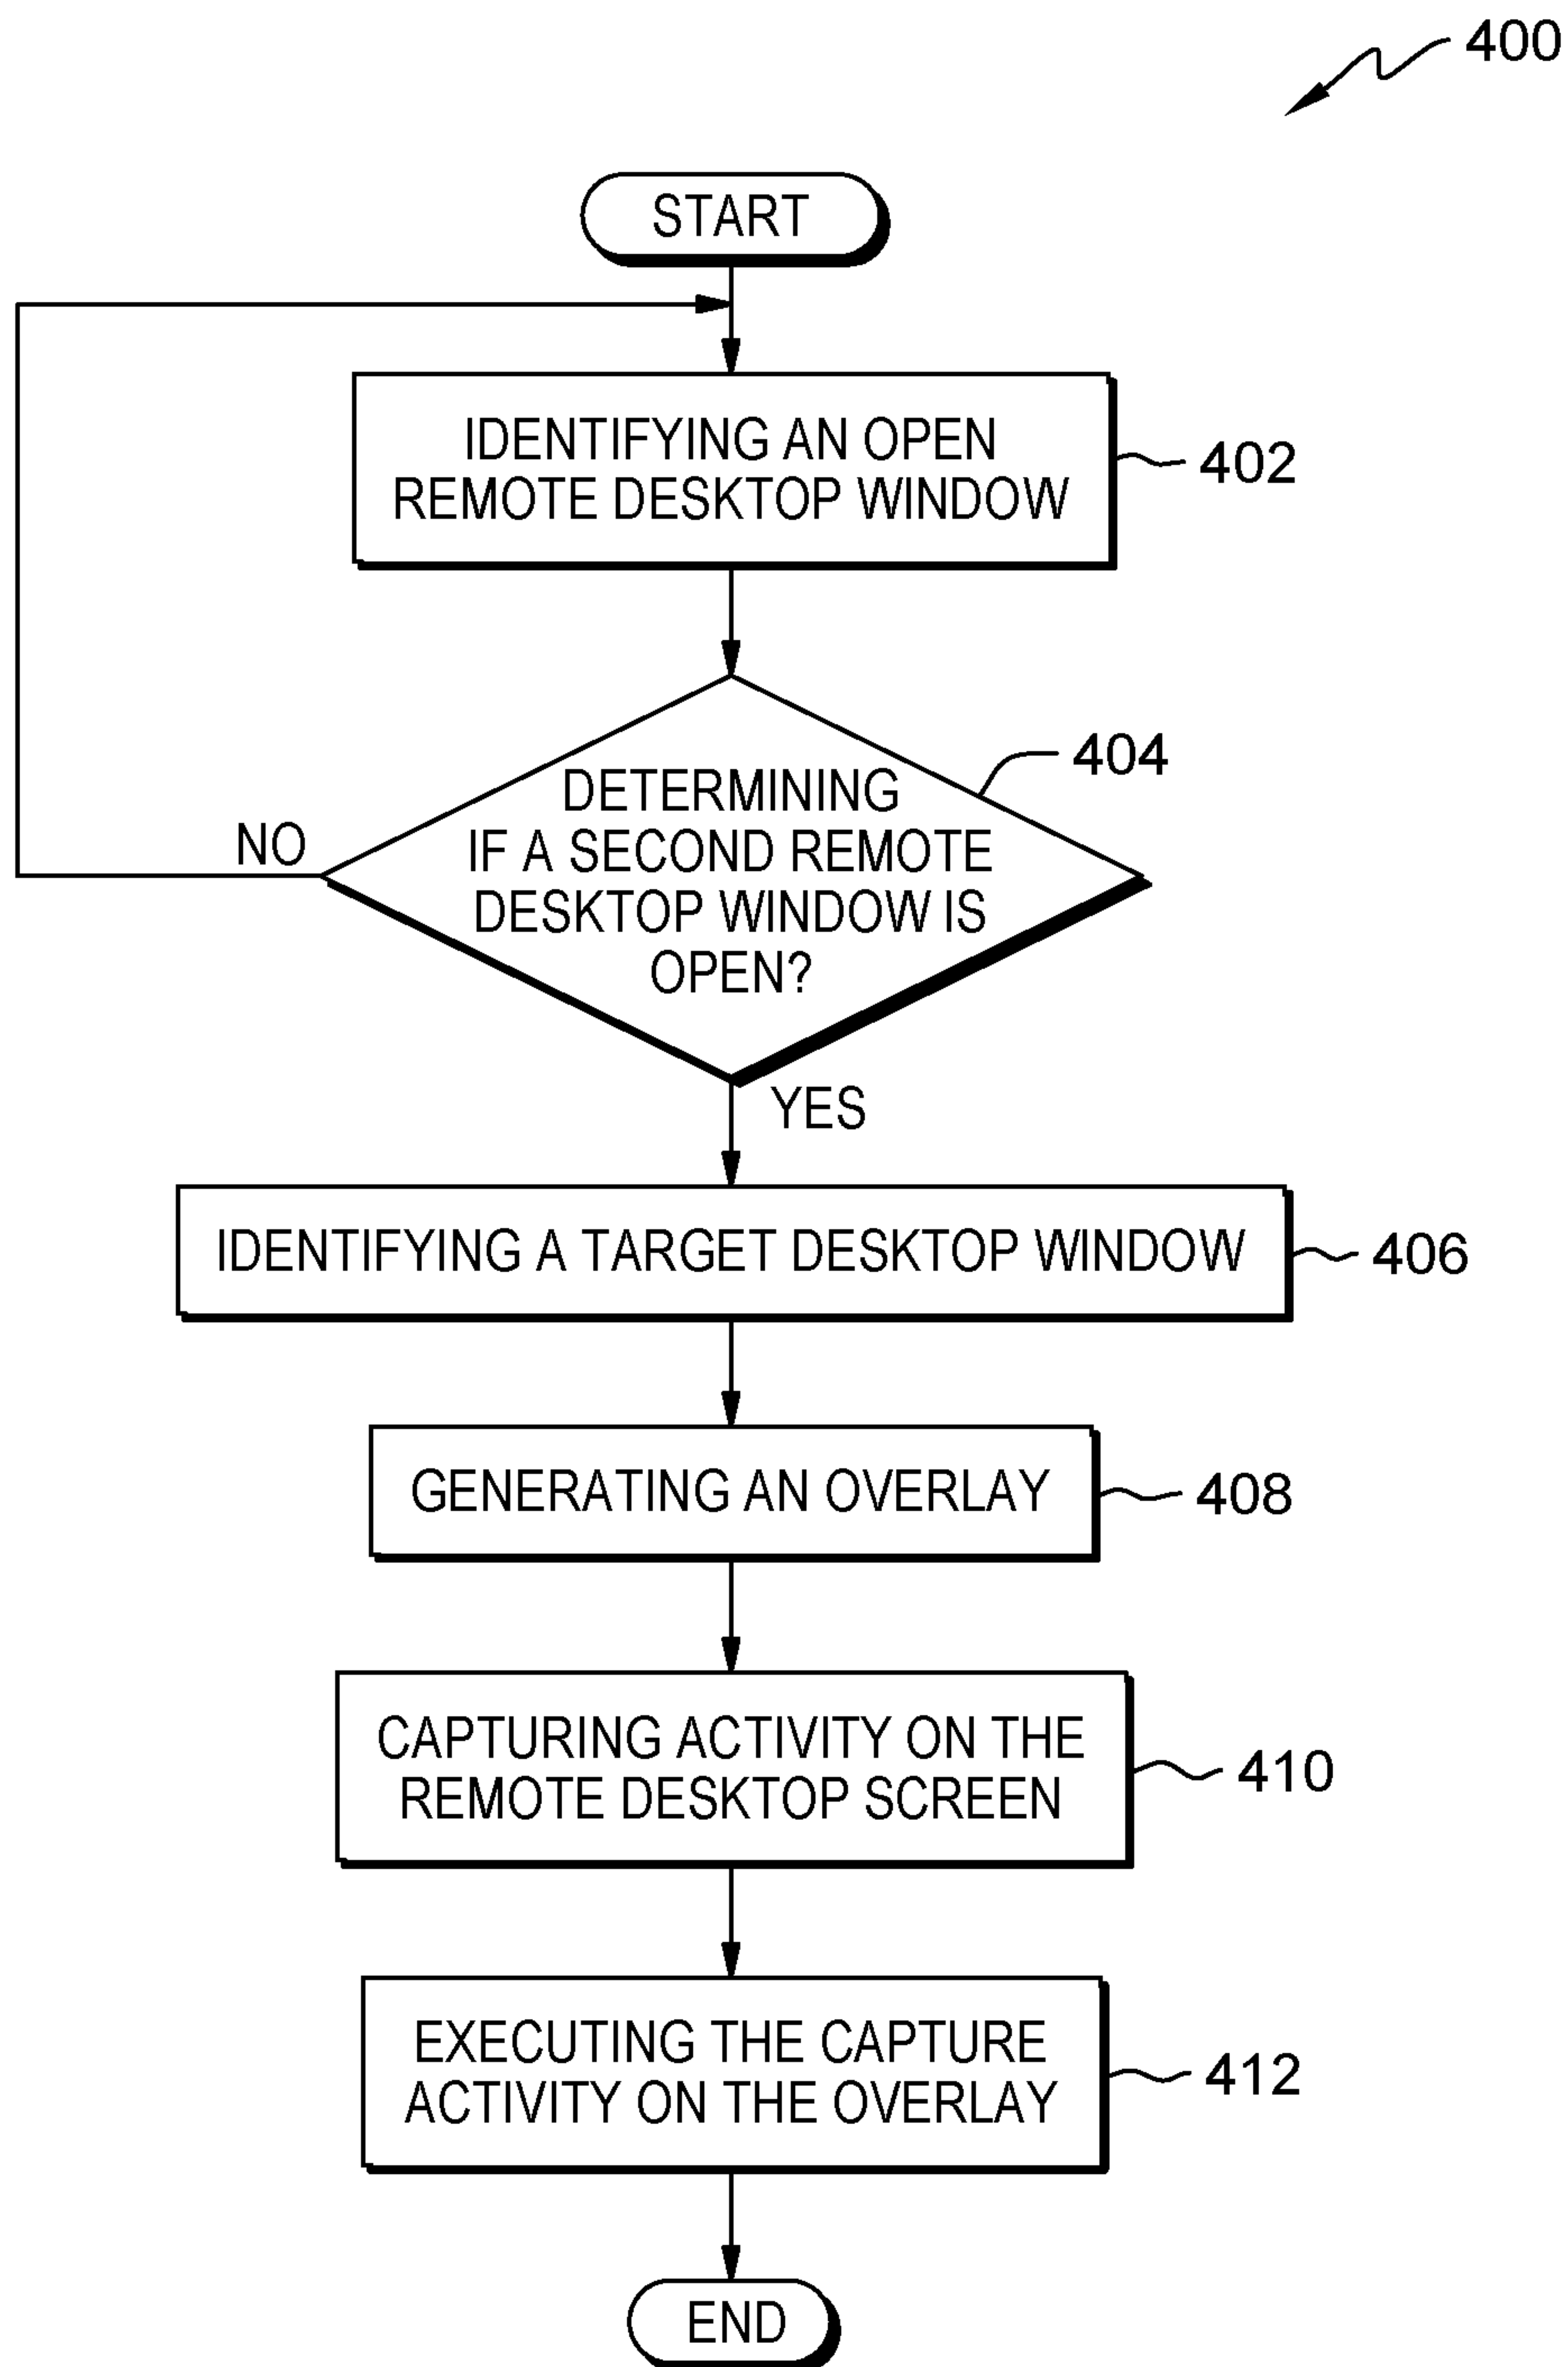 400
START
IDENTIFYING AN OPEN
REMOTE DESKTOP WINDOW
402
404
DETERMINING
IF A SECOND REMOTE
DESKTOP WINDOW IS
OPEN?
NO
YES
IDENTIFYING A TARGET DESKTOP WINDOW
406
GENERATING AN OVERLAY
408
CAPTURING ACTIVITY ON THE
REMOTE DESKTOP SCREEN
410
EXECUTING THE CAPTURE
ACTIVITY ON THE OVERLAY
412
END